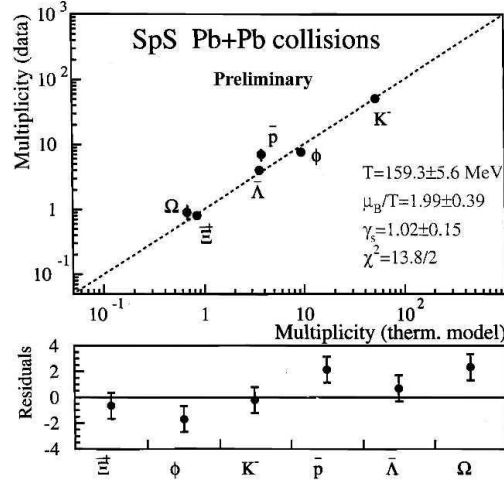 Multiplicity (data)
10³
10²
10
1
10⁻¹
SpS Pb+Pb collisions
Preliminary
K⁻
p̄
ϕ
Λ̄
Ω
Ξ̄
T=159.3±5.6 MeV
μ_B/T=1.99±0.39
γ_s=1.02±0.15
χ²=13.8/2
10⁻¹ 1 10 10²
Multiplicity (therm. model)
Residuals
4
2
0
-2
-4
Ξ̄ ϕ K⁻ p̄ Λ̄ Ω